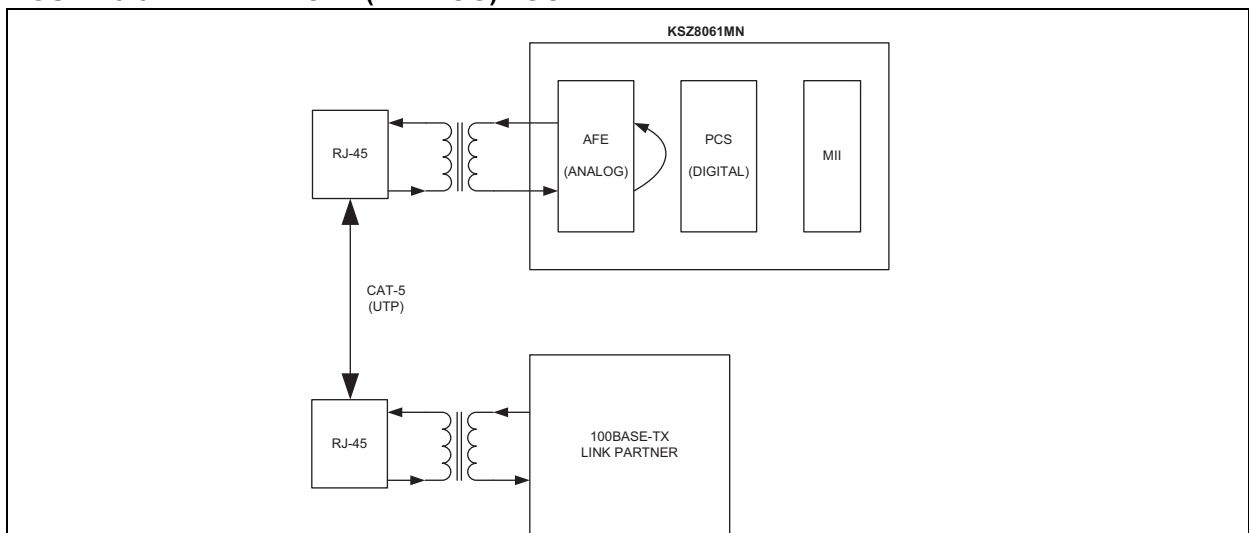 KSZ8061MN
RJ-45
AFE
(ANALOG)
PCS
(DIGITAL)
MII
CAT-5
(UTP)
RJ-45
100BASE-TX
LINK PARTNER